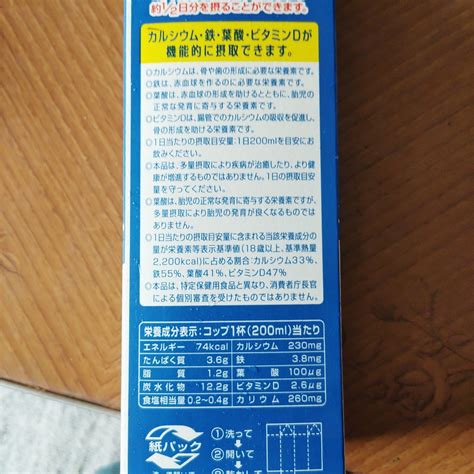 約1/2日分を摂ることができます。
カルシウム・鉄・葉酸・ビタミンDが
機能的に摂取できます。
○カルシウムは、骨や歯の形成に必要な栄養素です。
○鉄は、赤血球を作るのに必要な栄養素です。
○葉酸は、赤血球の形成を助けるとともに、胎児の
正常な発育に寄与する栄養素です。
○ビタミンDは、腸管でのカルシウムの吸収を促進し、
骨の形成を助ける栄養素です。
○1日当たりの摂取目安量:1日200mlを目安にお
飲みください。
○本品は、多量摂取により疾病が治癒したり、より健
康が増進するものではありません。1日の摂取目安
量を守ってください。
○葉酸は、胎児の正常な発育に寄与する栄養素ですが、
多量摂取により胎児の発育が良くなるものではあ
りません。
○1日当たりの摂取目安量に含まれる当該栄養成分の
量が栄養素等表示基準値(18歳以上、基準熱量
2,200kcal)に占める割合:カルシウム33%、
鉄55%、葉酸41%、ビタミンD47%
○本品は、特定保健用食品と異なり、消費者庁長官
による個別審査を受けたものではありません。
栄養成分表示:コップ1杯(200ml)当たり
エネルギー 74kcal カルシウム 230mg
たんぱく質 3.6g 鉄 3.8mg
脂質 1.2g 葉酸 100μg
炭水化物 12.2g ビタミンD 2.6μg
食塩相当量 0.2~0.4g カリウム 260mg
紙パック
①洗って
②開いて
③乾かして